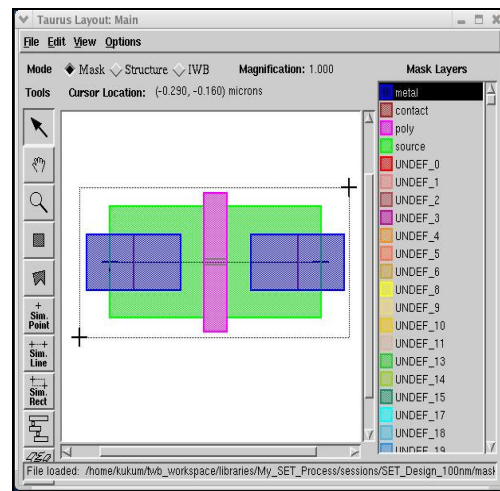 Taurus Layout: Main
File Edit View Options
Mode Mask Structure IWB Magnification: 1.000 Mask Layers
Tools Cursor Location: (-0.290, -0.160) microns
metal
contact
poly
source
UNDEF_0
UNDEF_1
UNDEF_2
UNDEF_3
UNDEF_4
UNDEF_5
UNDEF_6
UNDEF_8
UNDEF_9
UNDEF_10
UNDEF_11
UNDEF_13
UNDEF_14
UNDEF_15
UNDEF_17
UNDEF_18
UNDEF_19
Sim.
Point
Sim.
Line
Sim.
Rect
File loaded: /home/kukum/twb_workspace/libraries/My_SET_Process/sessions/SET_Design_100nm/mask